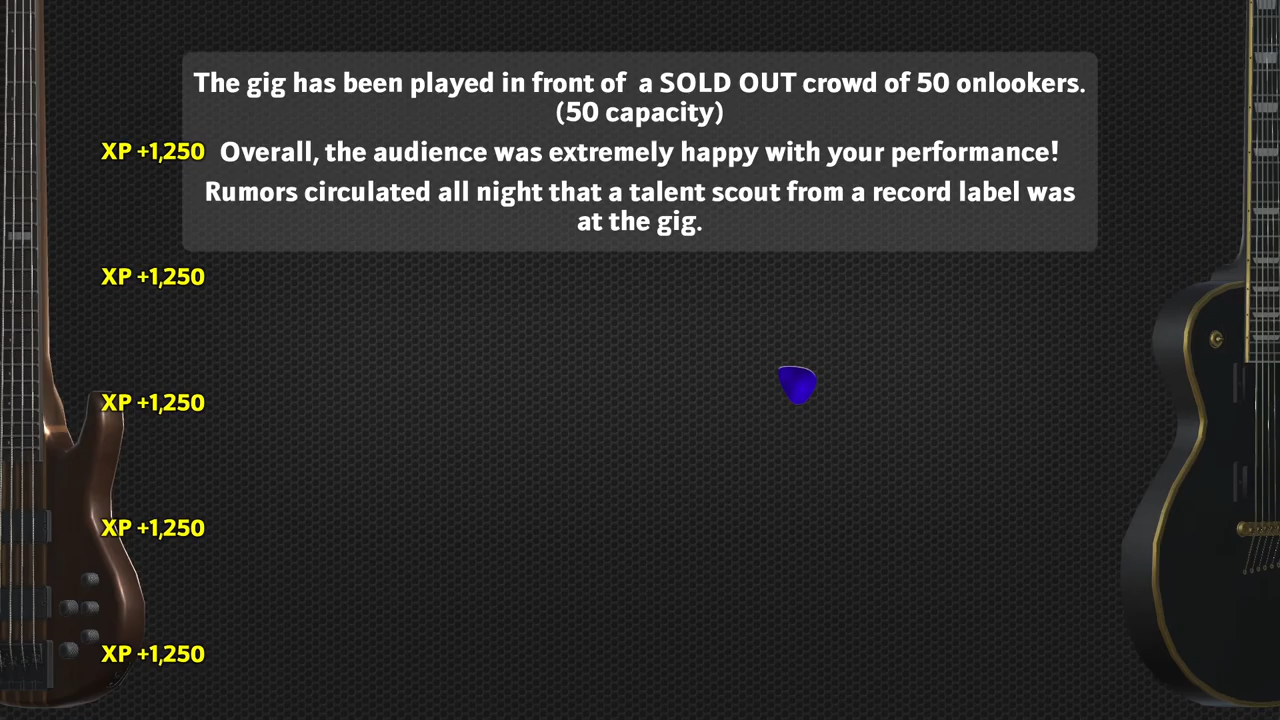 The gig has been played in front of  a SOLD OUT crowd of 50 onlookers.
(50 capacity)
XP +1,250
Overall, the audience was extremely happy with your performance!
Rumors circulated all night that a talent scout from a record label was
at the gig.
XP +1,250
XP +1,250
XP +1,250
XP +1,250